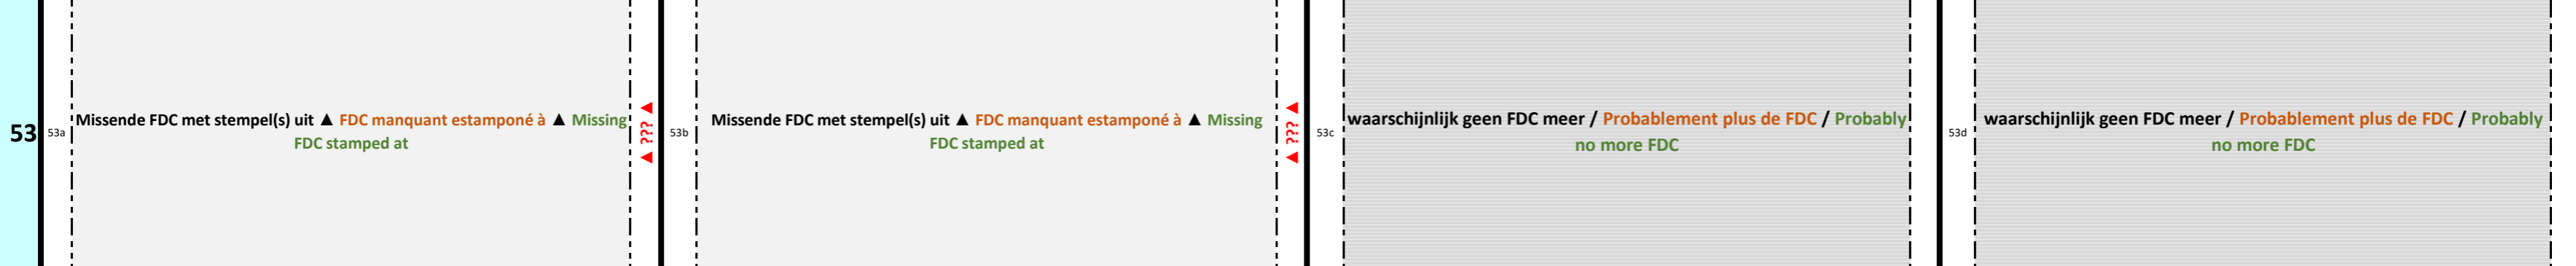 53
53a
Missende FDC met stempel(s) uit ▲ FDC manquant estamponé à ▲ Missing
FDC stamped at
▲ ??? ▲
53b
Missende FDC met stempel(s) uit ▲ FDC manquant estamponé à ▲ Missing
FDC stamped at
▲ ??? ▲
53c
waarschijnlijk geen FDC meer / Probablement plus de FDC / Probably
no more FDC
53d
waarschijnlijk geen FDC meer / Probablement plus de FDC / Probably
no more FDC